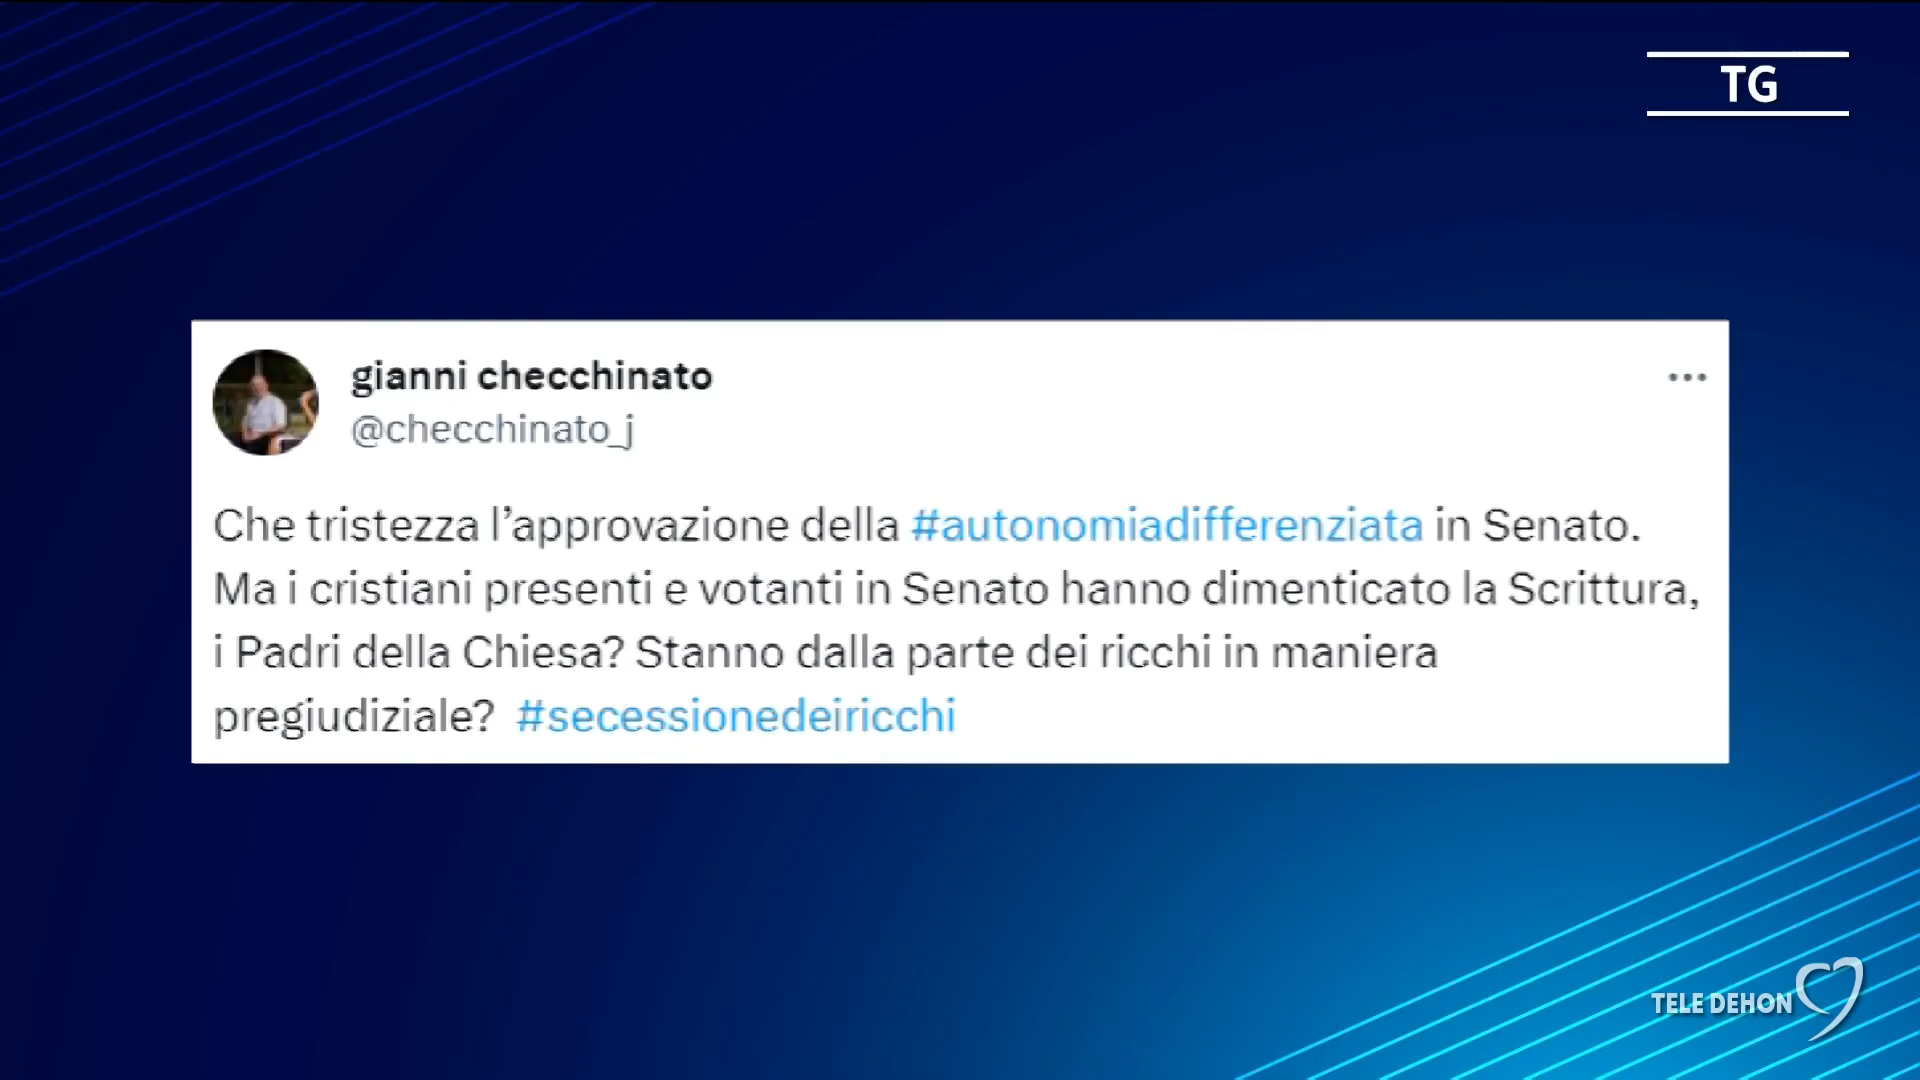 TG
gianni checchinato
@checchinato_j
Che tristezza l’approvazione della #autonomiadifferenziata in Senato.
Ma i cristiani presenti e votanti in Senato hanno dimenticato la Scrittura,
i Padri della Chiesa? Stanno dalla parte dei ricchi in maniera
pregiudiziale? #secessionedeiricchi
TELE DEHON